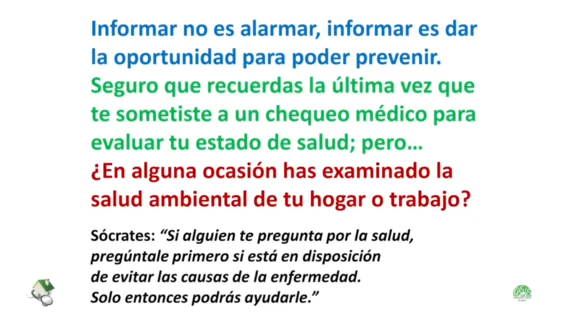 Informar no es alarmar, informar es dar
la oportunidad para poder prevenir.
Seguro que recuerdas la última vez que
te sometiste a un chequeo médico para
evaluar tu estado de salud; pero…
¿En alguna ocasión has examinado la
salud ambiental de tu hogar o trabajo?
Sócrates: “Si alguien te pregunta por la salud,
pregúntale primero si está en disposición
de evitar las causas de la enfermedad.
Solo entonces podrás ayudarle.”